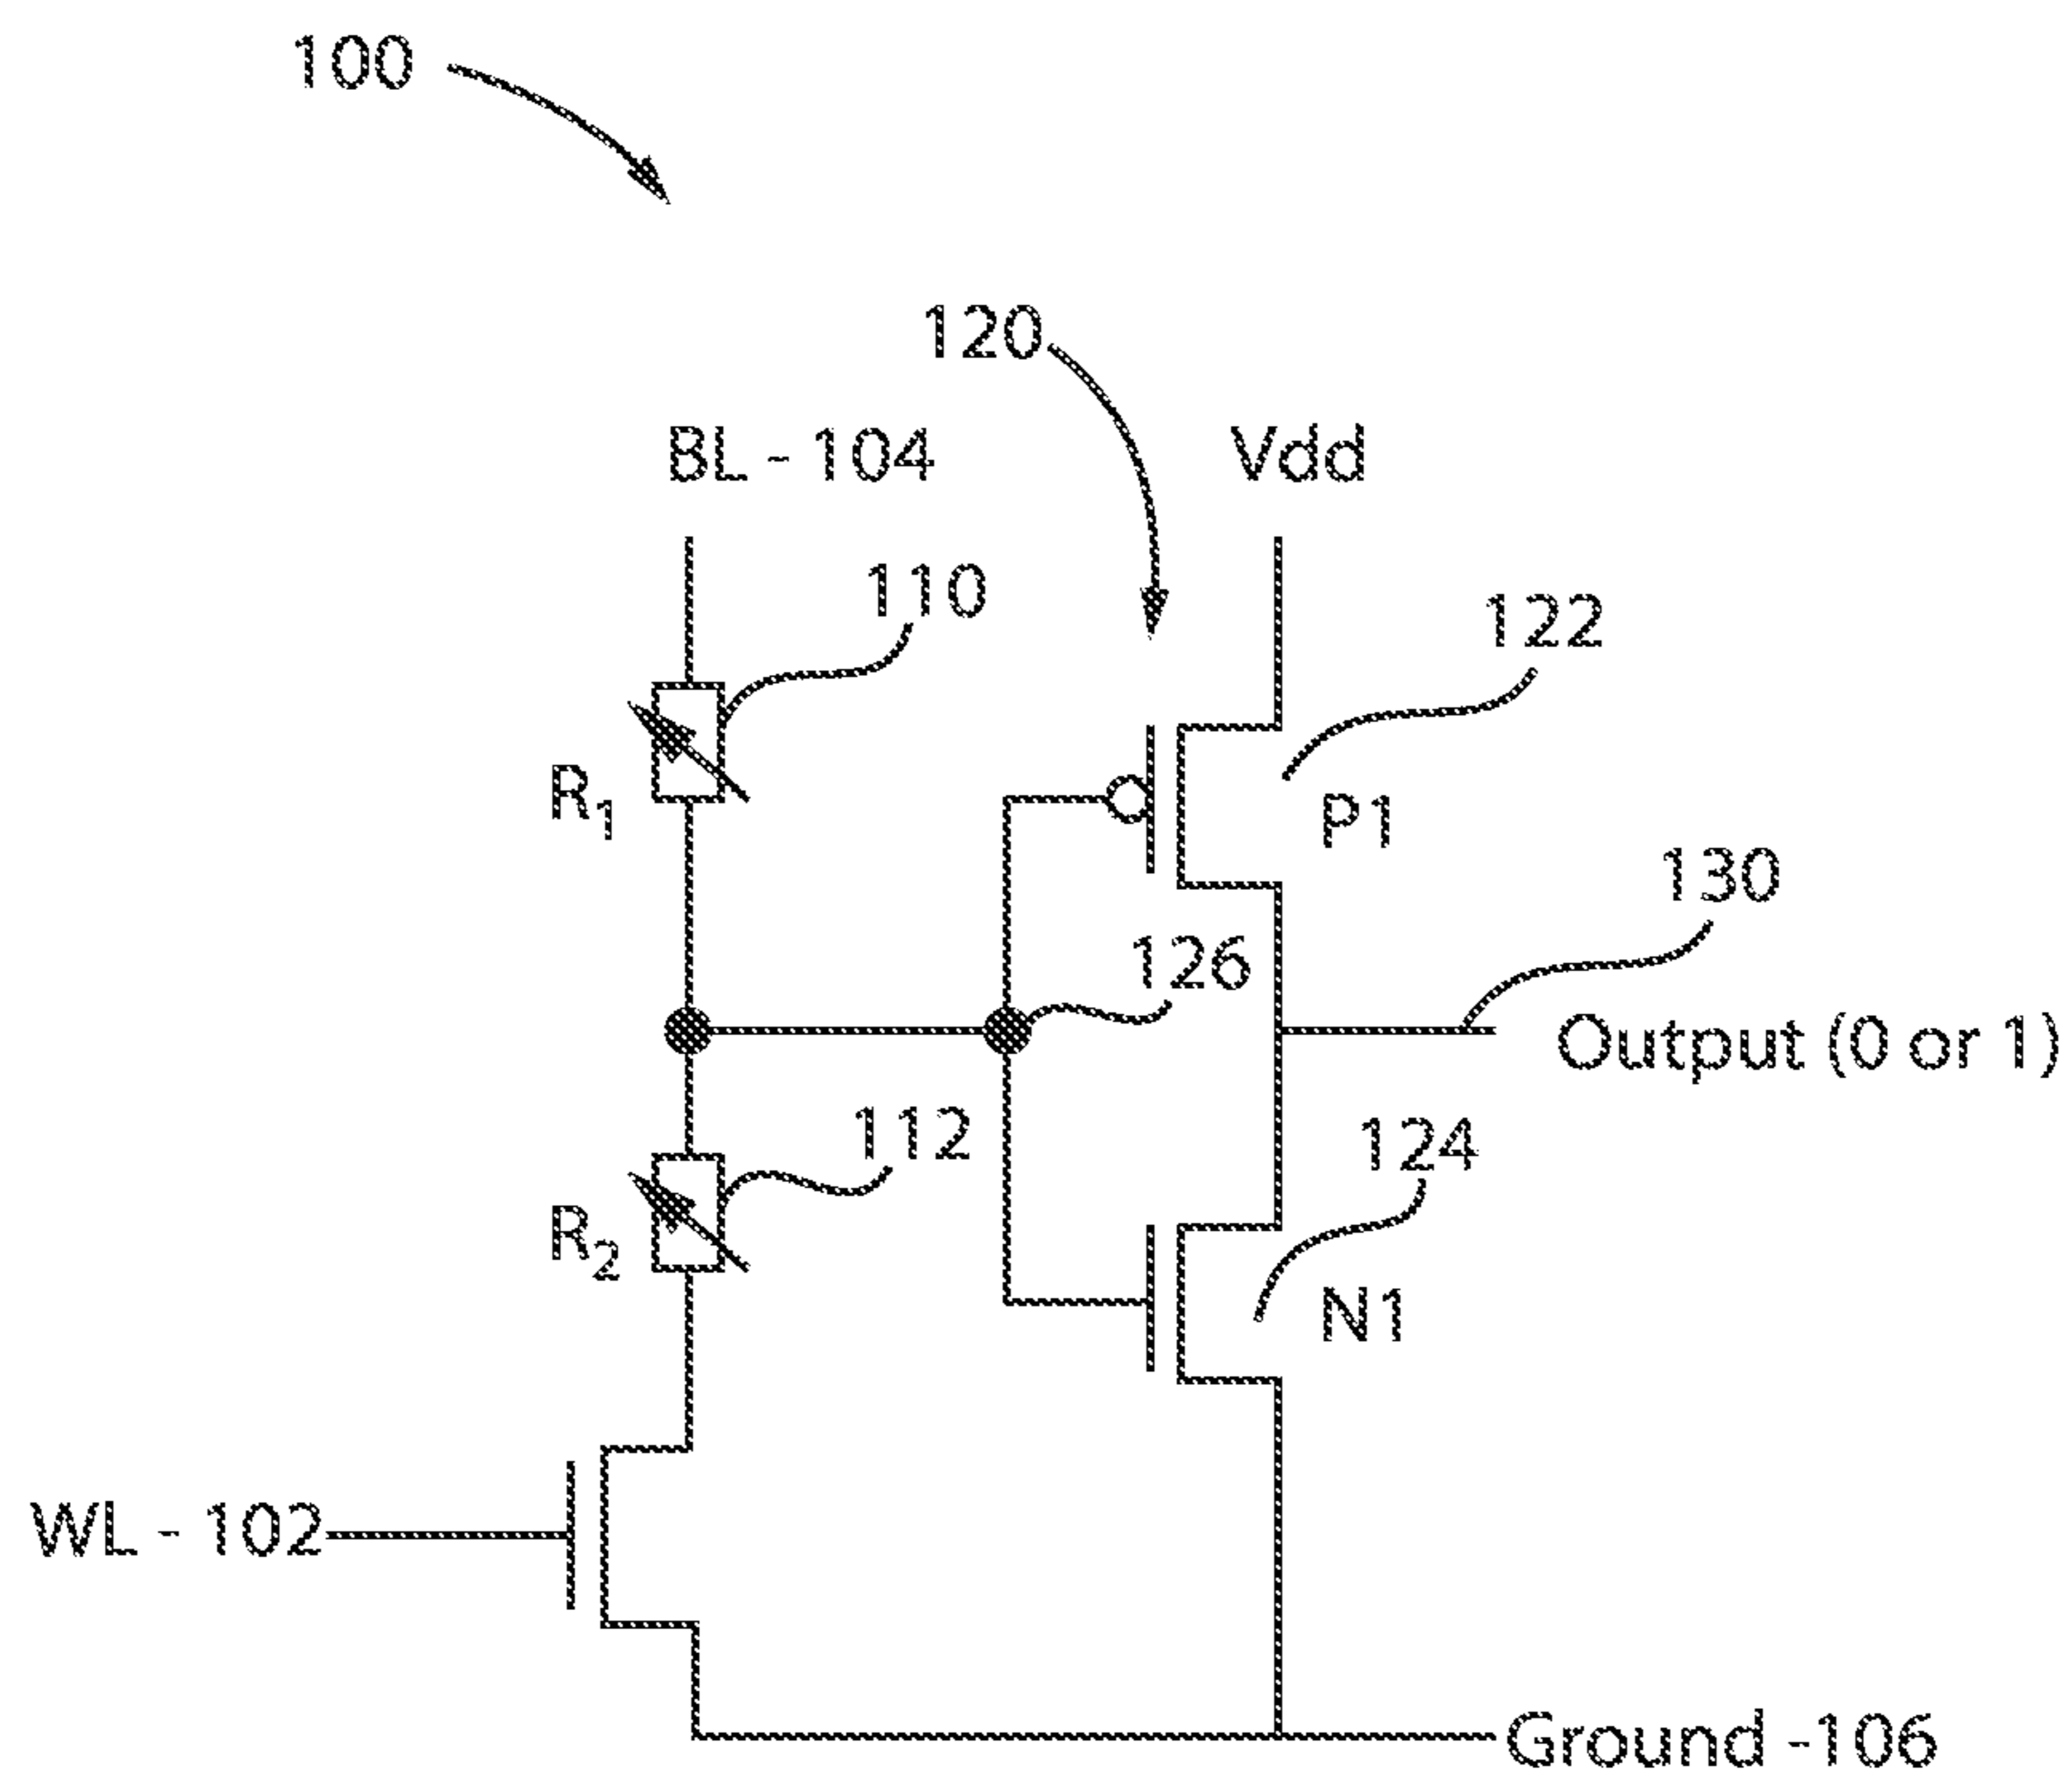 100
120
BL - 104
Vdd
110
122
R1
P1
130
126
Output (0 or 1)
112
124
R2
N1
WL - 102
Ground -106